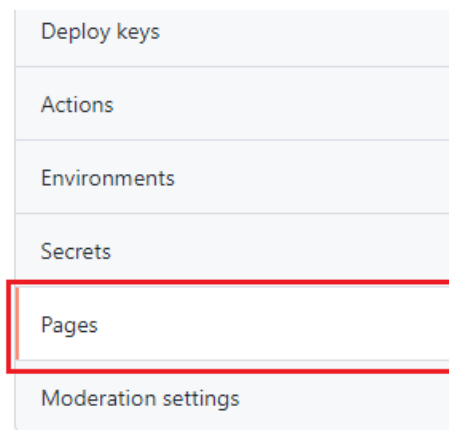 Deploy keys
Actions
Environments
Secrets
Pages
Moderation settings